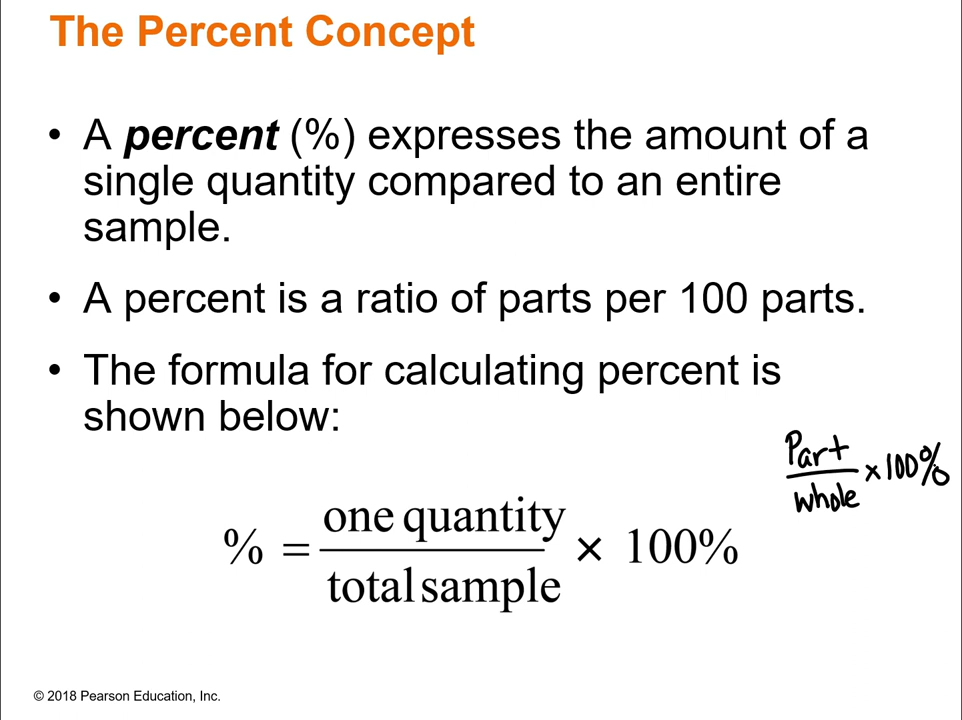 The Percent Concept
• A percent (%) expresses the amount of a
single quantity compared to an entire
sample.
• A percent is a ratio of parts per 100 parts.
• The formula for calculating percent is
shown below:
Part
whole × 100%
% = one quantity / total sample × 100%
© 2018 Pearson Education, Inc.